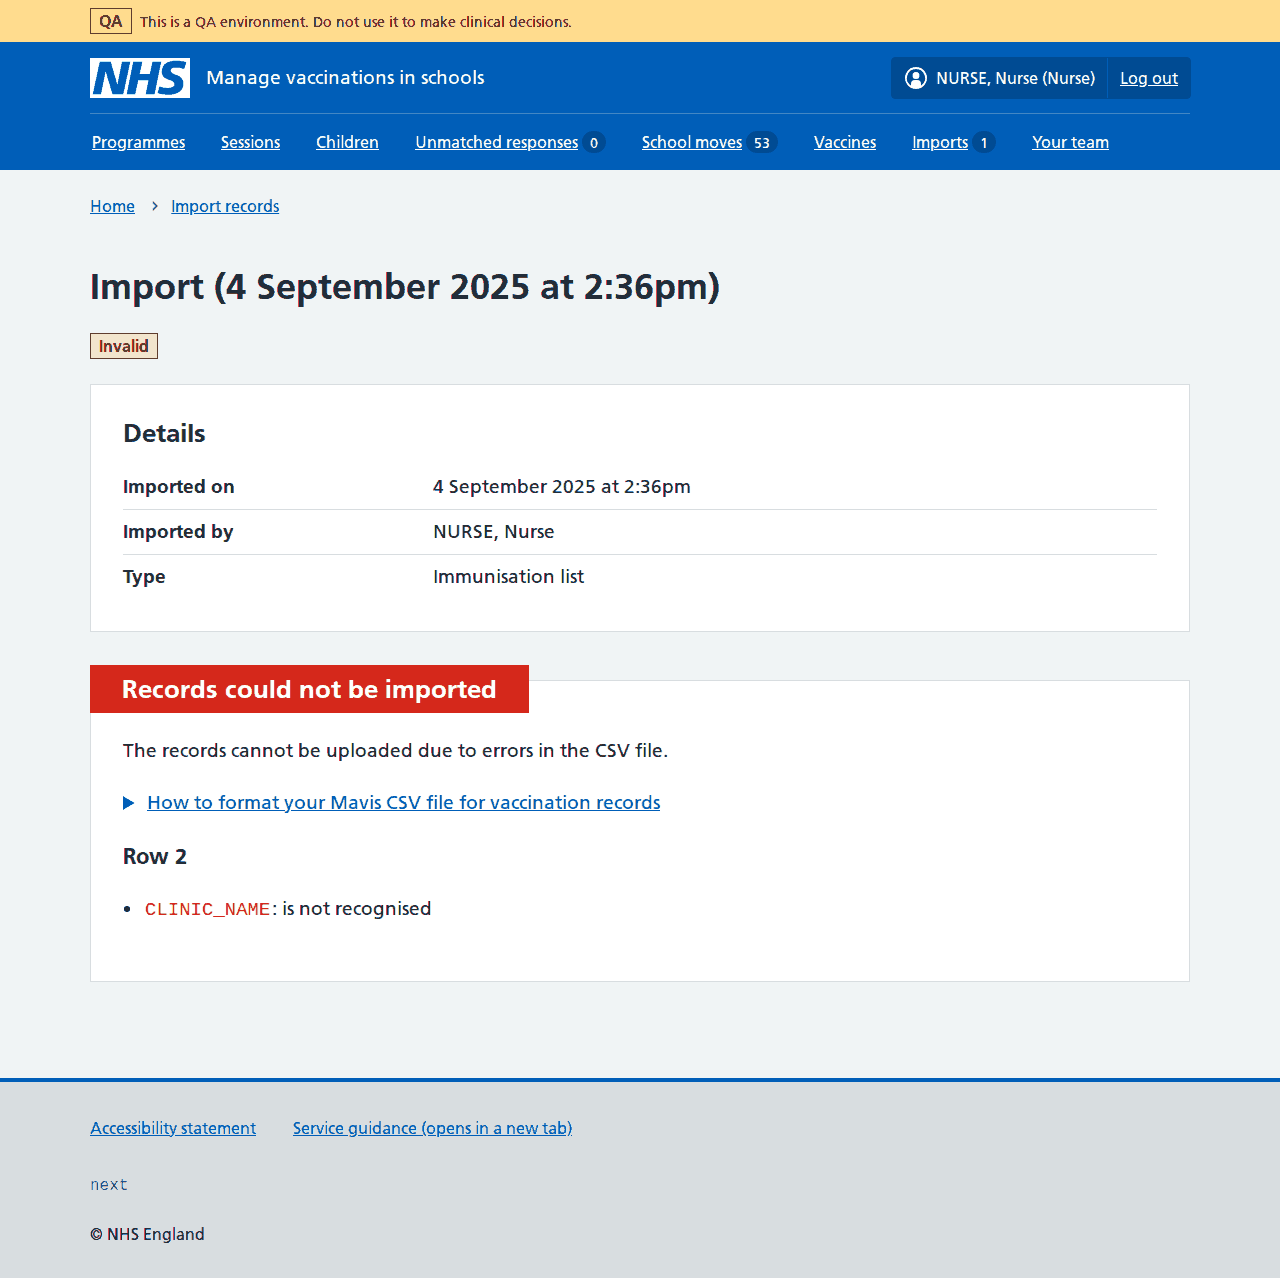 QA This is a QA environment. Do not use it to make clinical decisions.
NHS Manage vaccinations in schools NURSE, Nurse (Nurse) Log out
Programmes Sessions Children Unmatched responses 0 School moves 53 Vaccines Imports 1 Your team
Home Import records
Import (4 September 2025 at 2:36pm)
Invalid
Details
Imported on 4 September 2025 at 2:36pm
Imported by NURSE, Nurse
Type Immunisation list
Records could not be imported
The records cannot be uploaded due to errors in the CSV file.
How to format your Mavis CSV file for vaccination records
Row 2
• CLINIC_NAME: is not recognised
Accessibility statement Service guidance (opens in a new tab)
next
© NHS England